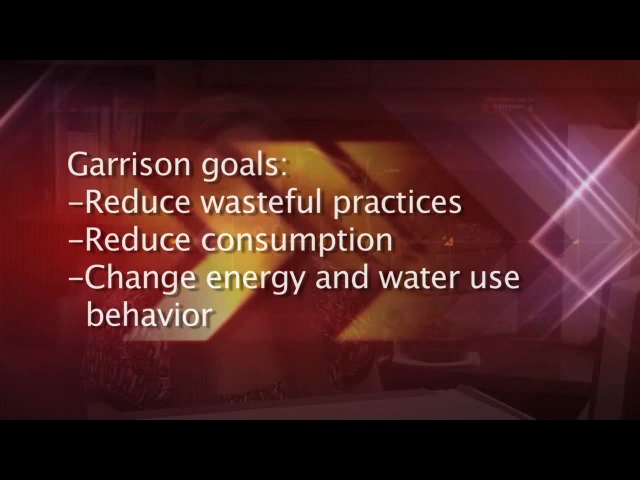 Garrison goals:
-Reduce wasteful practices
-Reduce consumption
-Change energy and water use
behavior